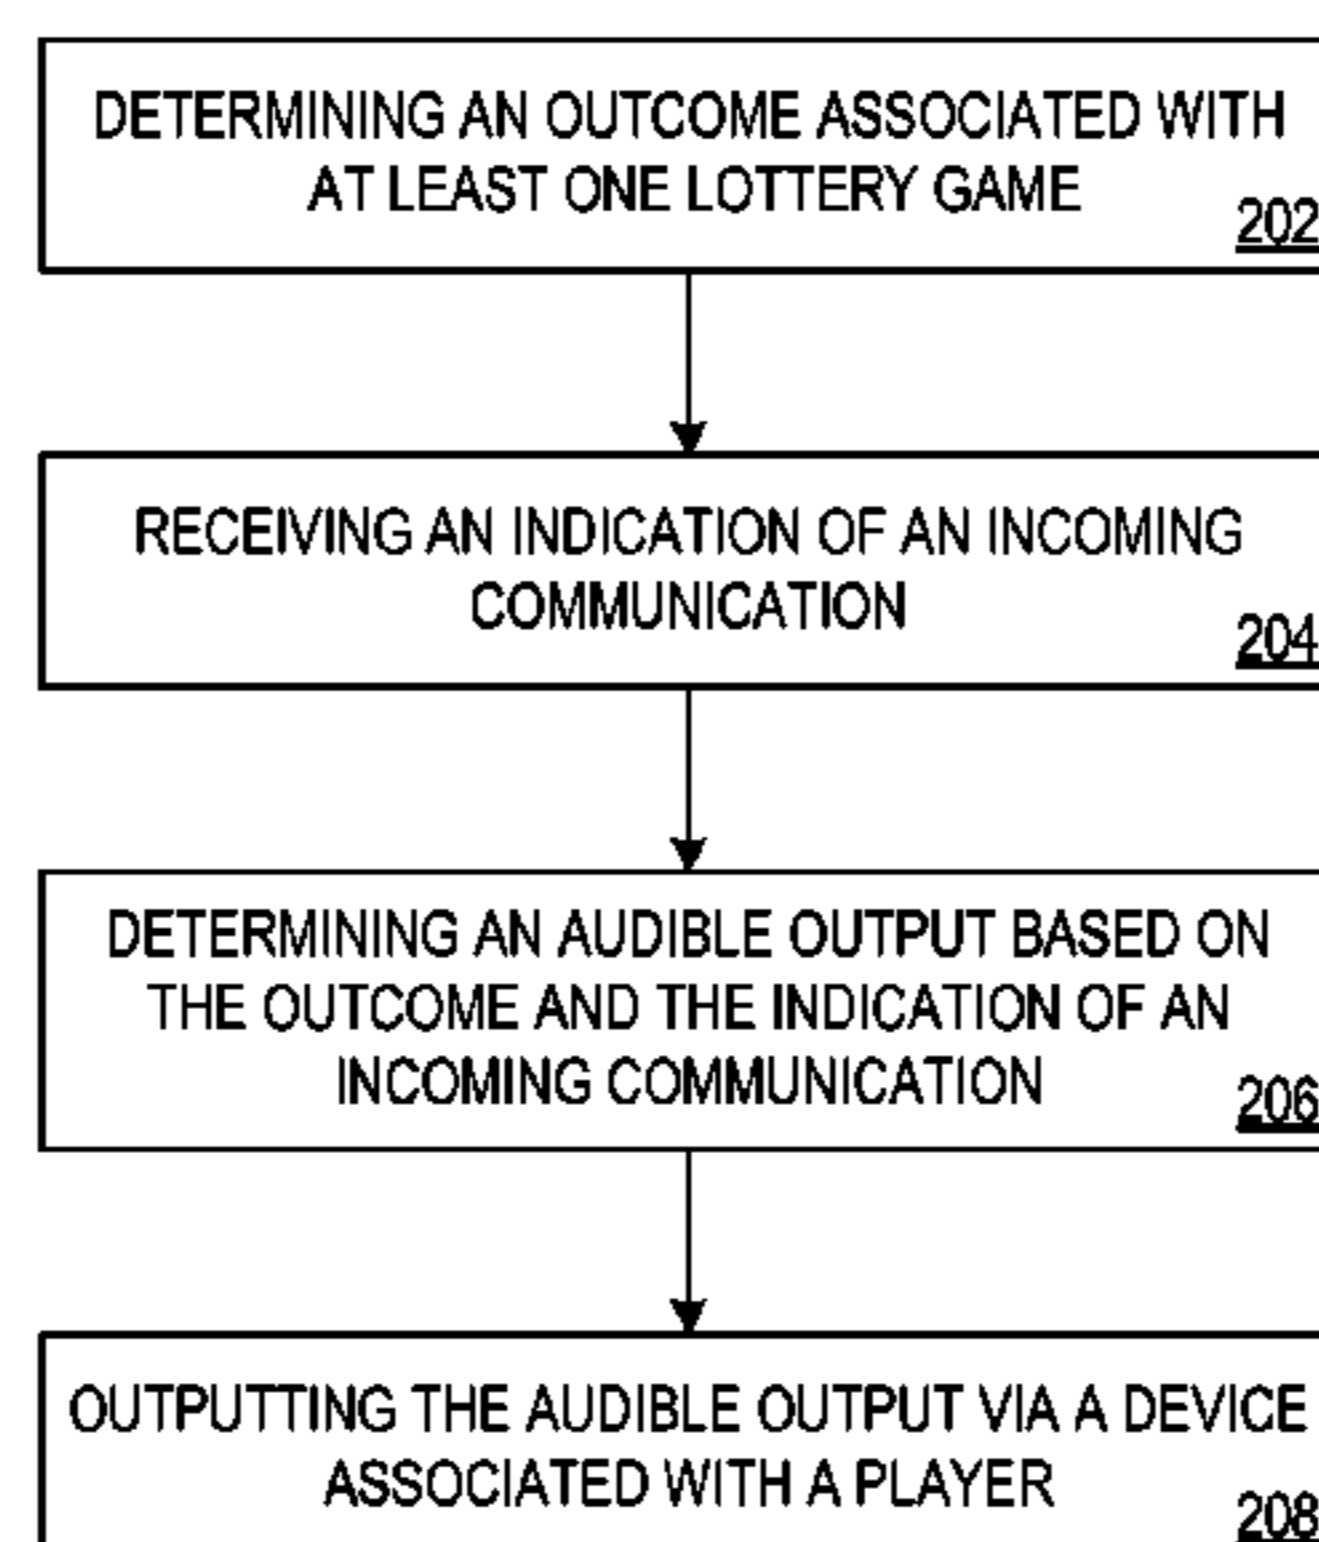 DETERMINING AN OUTCOME ASSOCIATED WITH
AT LEAST ONE LOTTERY GAME
202
RECEIVING AN INDICATION OF AN INCOMING
COMMUNICATION
204
DETERMINING AN AUDIBLE OUTPUT BASED ON
THE OUTCOME AND THE INDICATION OF AN
INCOMING COMMUNICATION
206
OUTPUTTING THE AUDIBLE OUTPUT VIA A DEVICE
ASSOCIATED WITH A PLAYER
208